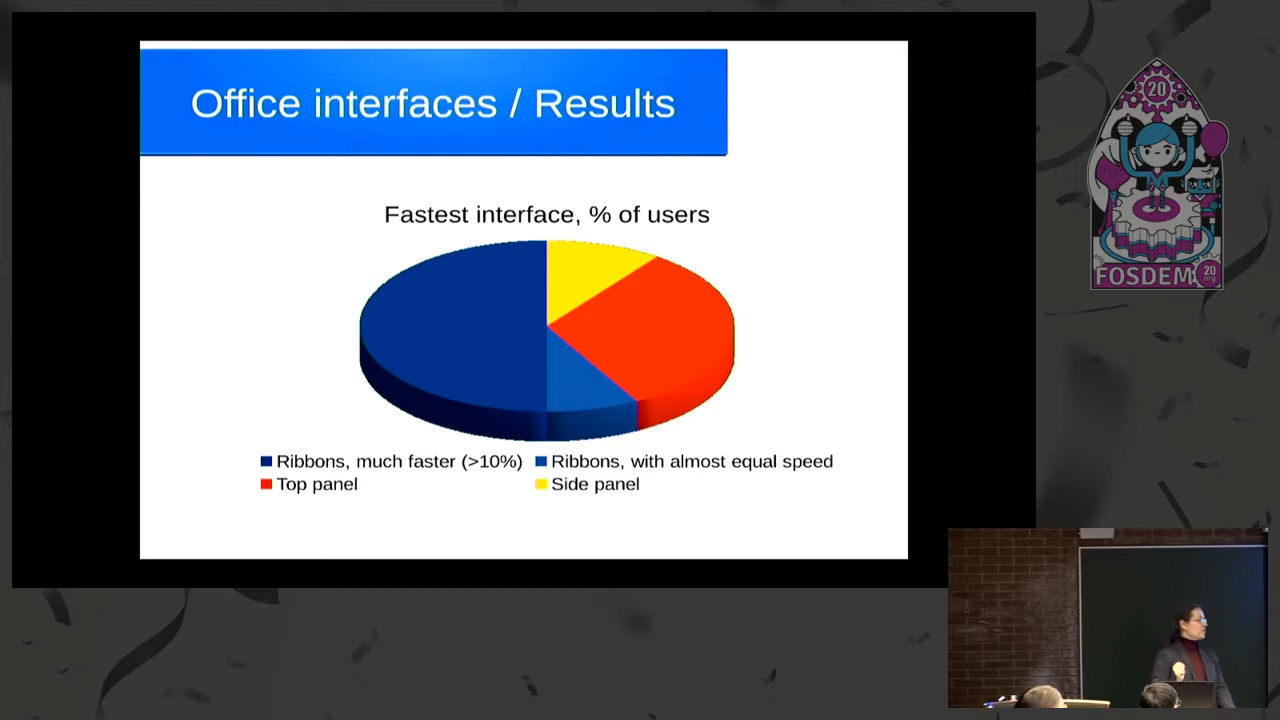 Office interfaces / Results
Fastest interface, % of users
Ribbons, much faster (>10%) Ribbons, with almost equal speed
Top panel Side panel
20
FOSDEM
20
.org